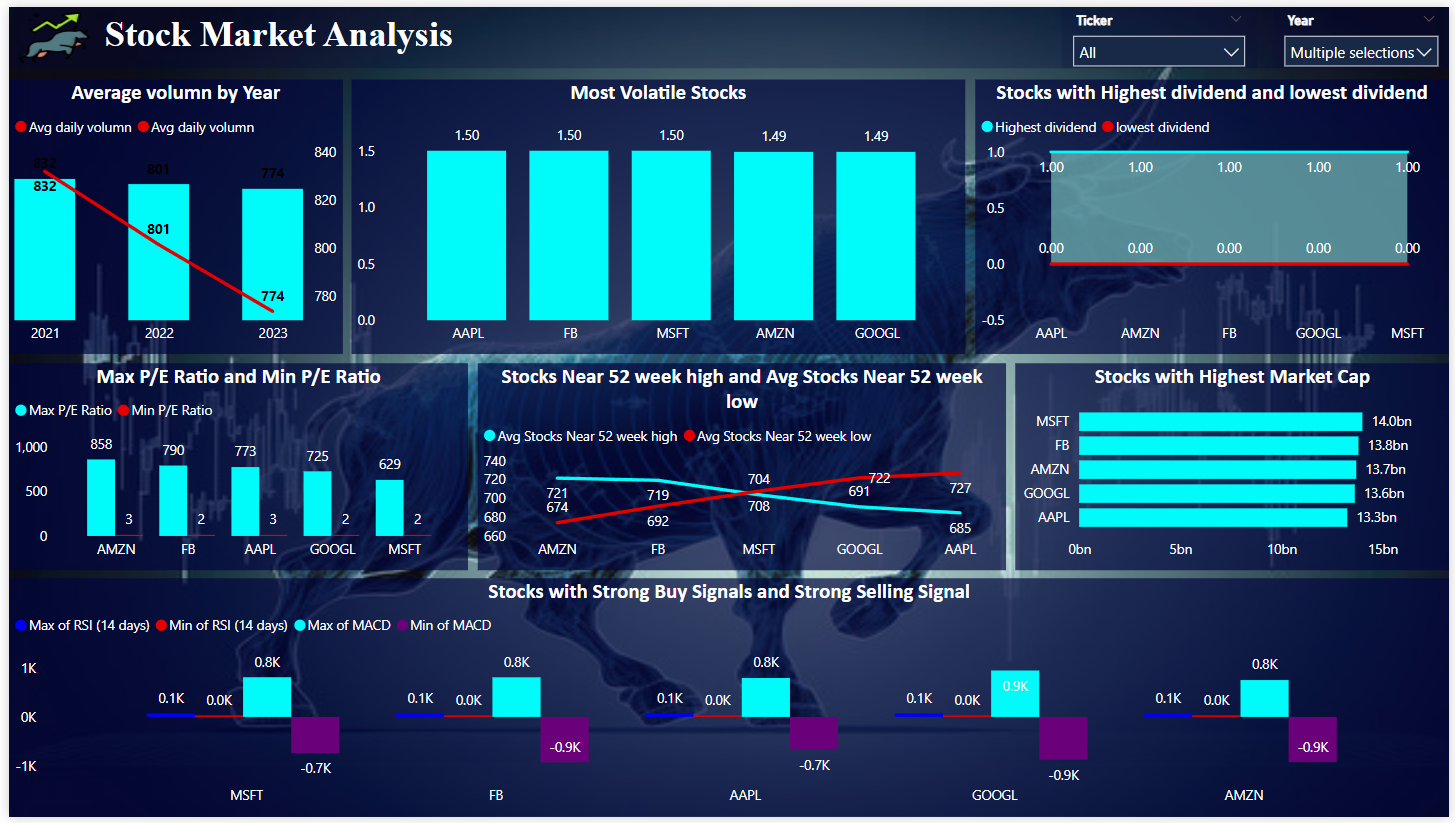 Stock Market Analysis
Ticker
All
Year
Multiple selections
Average volumn by Year
Avg daily volumn Avg daily volumn
832 801 774
832 801 774
840
820
800
780
2021 2022 2023
Most Volatile Stocks
1.50 1.50 1.50 1.49 1.49
1.5
1.0
0.5
0.0
AAPL FB MSFT AMZN GOOGL
Stocks with Highest dividend and lowest dividend
Highest dividend lowest dividend
1.0
0.5
0.0
-0.5
1.00 1.00 1.00 1.00 1.00
0.00 0.00 0.00 0.00 0.00
AAPL AMZN FB GOOGL MSFT
Max P/E Ratio and Min P/E Ratio
Max P/E Ratio Min P/E Ratio
1,000
500
0
858 790 773 725 629
3 2 3 2 2
AMZN FB AAPL GOOGL MSFT
Stocks Near 52 week high and Avg Stocks Near 52 week
low
Avg Stocks Near 52 week high Avg Stocks Near 52 week low
740
720
700
680
660
721 719 704 691 685
674 692 708 722 727
AMZN FB MSFT GOOGL AAPL
Stocks with Highest Market Cap
MSFT 14.0bn
FB 13.8bn
AMZN 13.7bn
GOOGL 13.6bn
AAPL 13.3bn
0bn 5bn 10bn 15bn
Stocks with Strong Buy Signals and Strong Selling Signal
Max of RSI (14 days) Min of RSI (14 days) Max of MACD Min of MACD
1K
0K
-1K
0.1K 0.0K 0.8K -0.7K
0.1K 0.0K 0.8K -0.9K
0.1K 0.0K 0.8K -0.7K
0.1K 0.0K 0.9K -0.9K
0.1K 0.0K 0.8K -0.9K
MSFT FB AAPL GOOGL AMZN